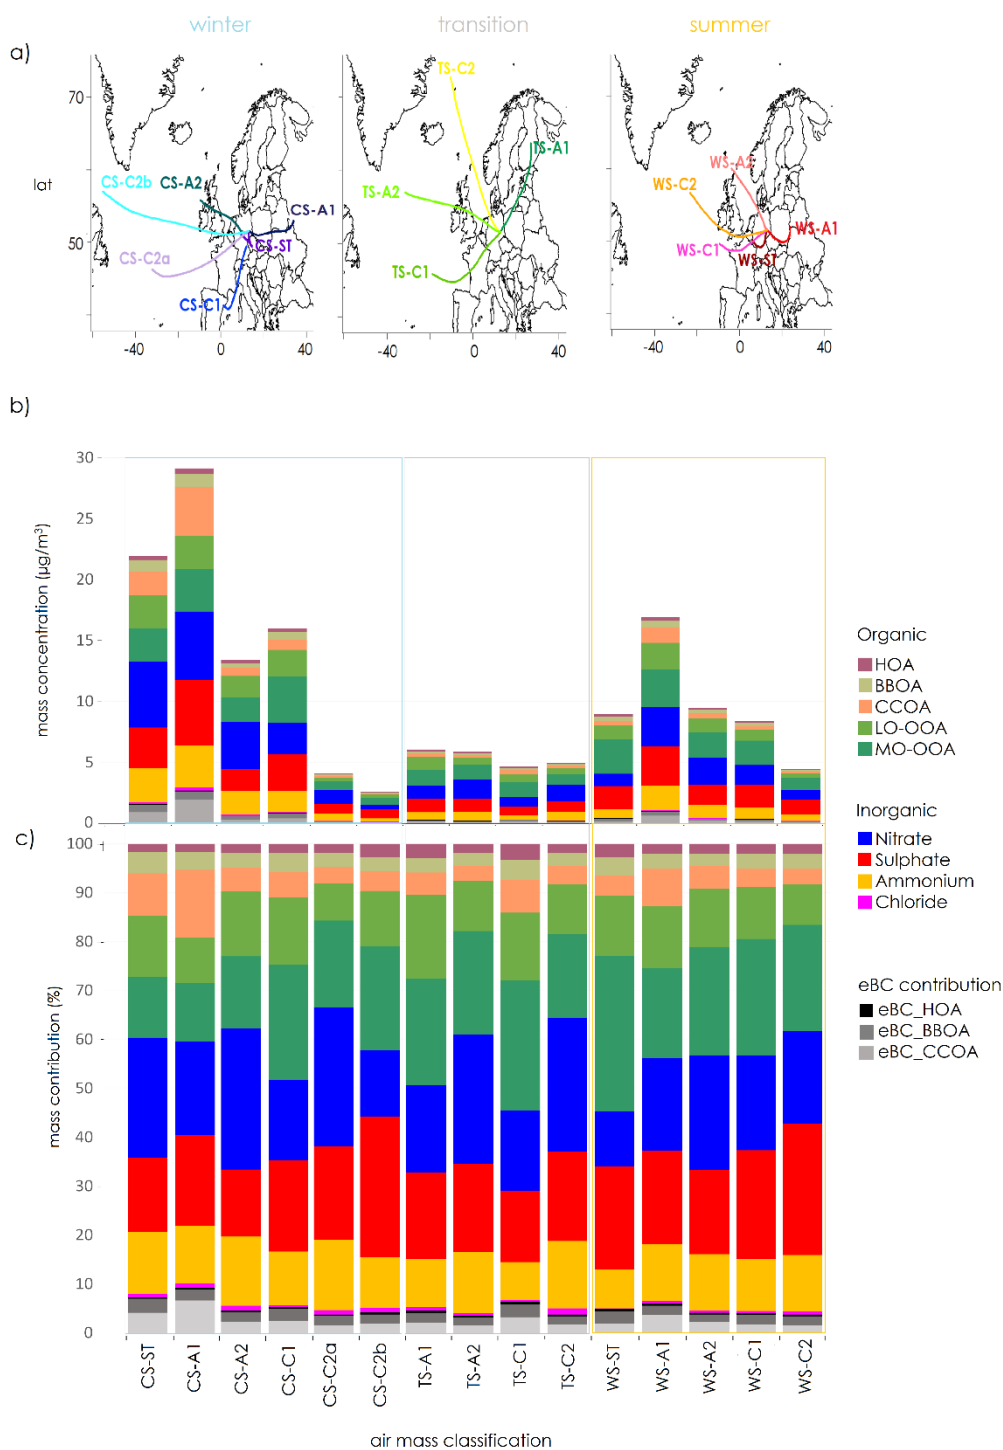 winter transition summer
a)
TS-C2
70
TS-A1
WS-A2
lat CS-C2b CS-A2 TS-A2 WS-C2
CS-A1
50 CS-ST WS-C1 WS-A1
CS-C2a TS-C1 WS-ST
CS-C1
-40 0 40 -40 0 40 -40 0 40
b)
mass concentration (µg/m³)
30
25
20
15
10
5
0
Organic
HOA
BBOA
CCOA
LO-OOA
MO-OOA
Inorganic
Nitrate
Sulphate
Ammonium
Chloride
eBC contribution
eBC_HOA
eBC_BBOA
eBC_CCOA
c)
mass contribution (%)
100
90
80
70
60
50
40
30
20
10
0
CS-ST CS-A1 CS-A2 CS-C1 CS-C2a CS-C2b TS-A1 TS-A2 TS-C1 TS-C2 WS-ST WS-A1 WS-A2 WS-C1 WS-C2
air mass classification